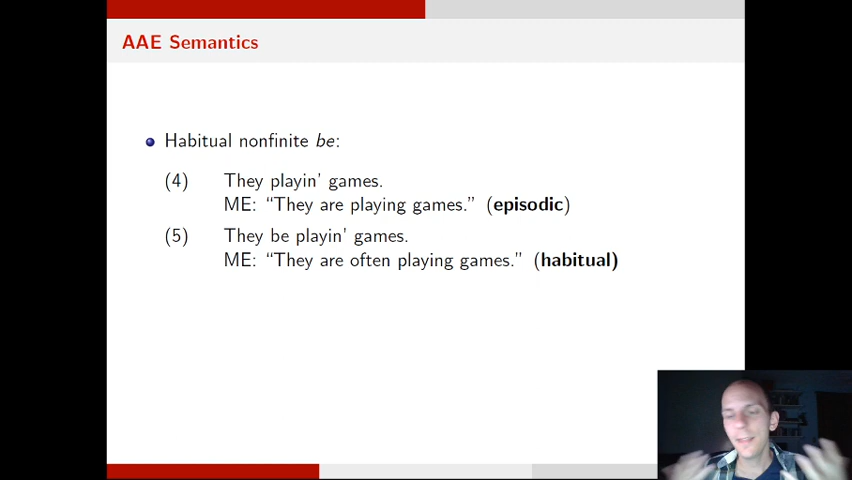 AAE Semantics
Habitual nonfinite be:
(4) They playin' games.
ME: “They are playing games.” (episodic)
(5) They be playin' games.
ME: “They are often playing games.” (habitual)